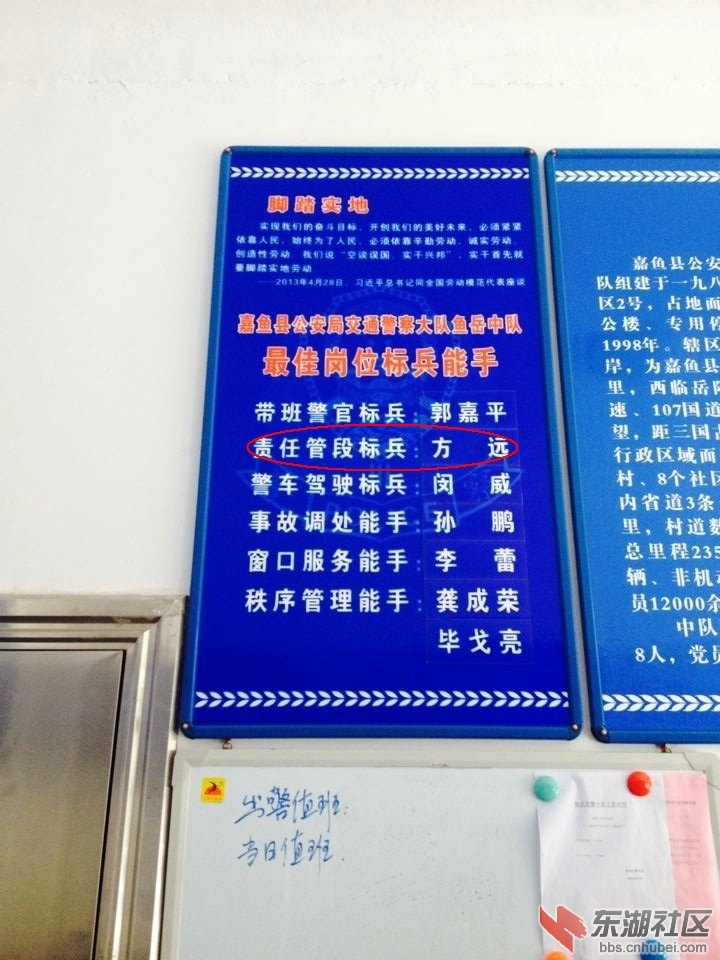 脚踏实地
实现我们的奋斗目标，开创我们的美好未来，必须紧紧
依靠人民，始终为了人民，必须依靠辛勤劳动、诚实劳动、
创造性劳动，我们说“空谈误国，实干兴邦”，实干首先就
要脚踏实地劳动
——2013年4月28日，习近平总书记同全国劳动模范代表座谈
嘉鱼县公安局交通警察大队鱼岳中队
最佳岗位标兵能手
带班警官标兵：郭嘉平
责任管段标兵：方 远
警车驾驶标兵：闵 威
事故调处能手：孙 鹏
窗口服务能手：李 蕾
秩序管理能手：龚成荣
毕戈亮
嘉鱼县公安
队组建于一九八
区2号，占地面
公楼、专用停
1998年。辖区
岸，为嘉鱼县
里，西临岳阳
速、107国道
望，距三国古
行政区域面
村、8个社区
内省道3条
里，村道数
总里程235
辆、非机动
员12000余
中队
8人，党员
出警值班：
当日值班
东湖社区
bbs.cnhubei.com